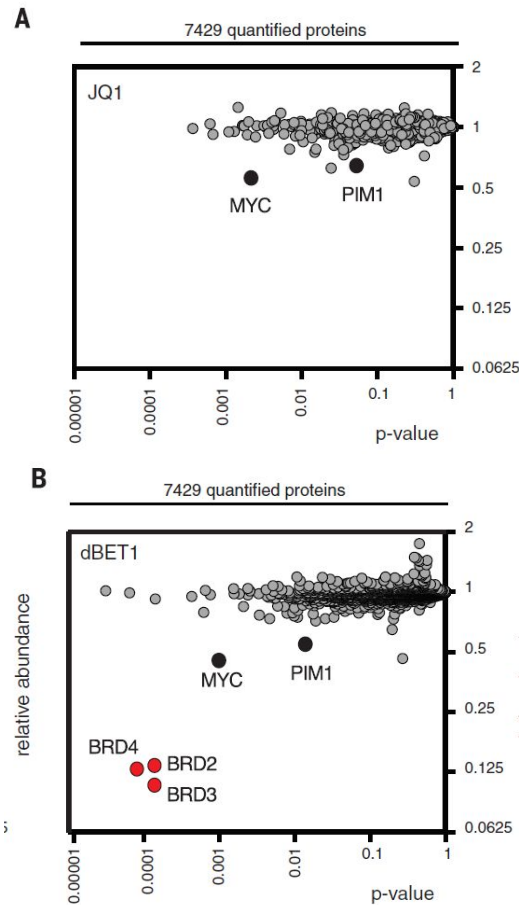 A
7429 quantified proteins
JQ1
2
1
0.5
0.25
0.125
0.0625
MYC
PIM1
0.00001
0.0001
0.001
0.01
0.1
1
p-value
B
7429 quantified proteins
dBET1
relative abundance
2
1
0.5
0.25
0.125
0.0625
MYC
PIM1
BRD4
BRD2
BRD3
0.00001
0.0001
0.001
0.01
0.1
1
p-value